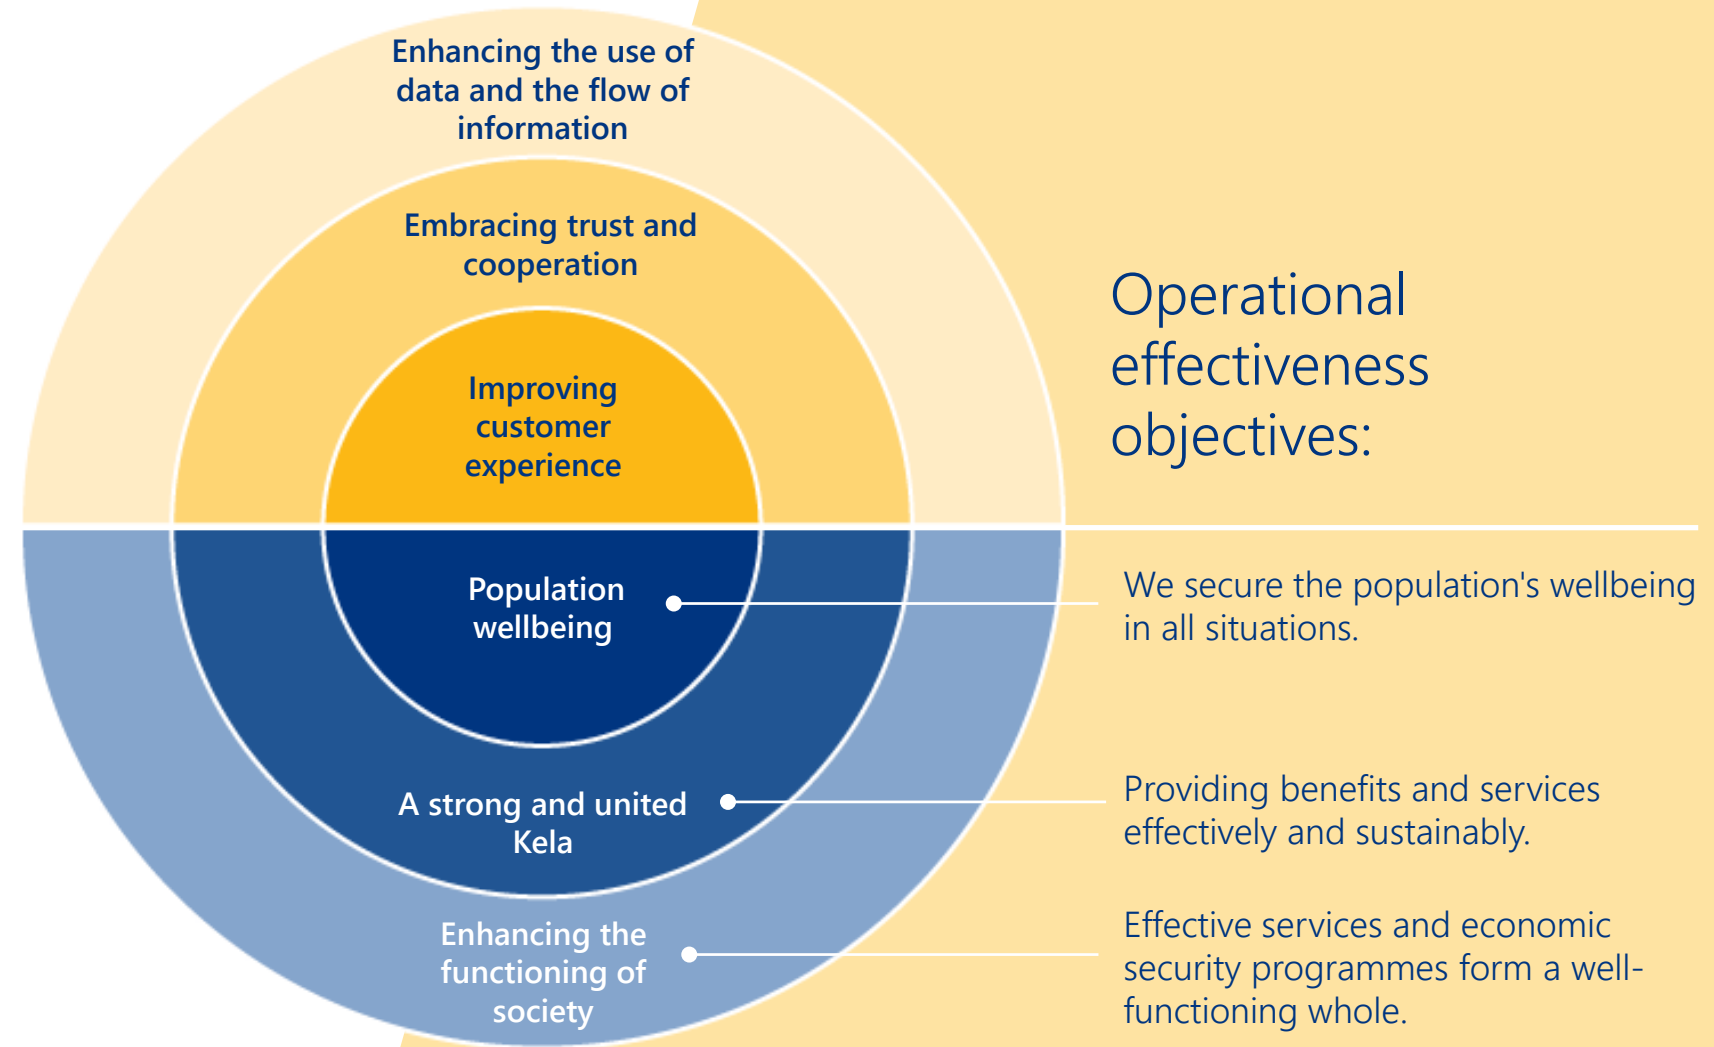 Enhancing the use of
data and the flow of
information
Embracing trust and
cooperation
Improving
customer
experience
Operational
effectiveness
objectives:
Population
wellbeing
We secure the population's wellbeing
in all situations.
A strong and united
Kela
Providing benefits and services
effectively and sustainably.
Enhancing the
functioning of
society
Effective services and economic
security programmes form a well-
functioning whole.